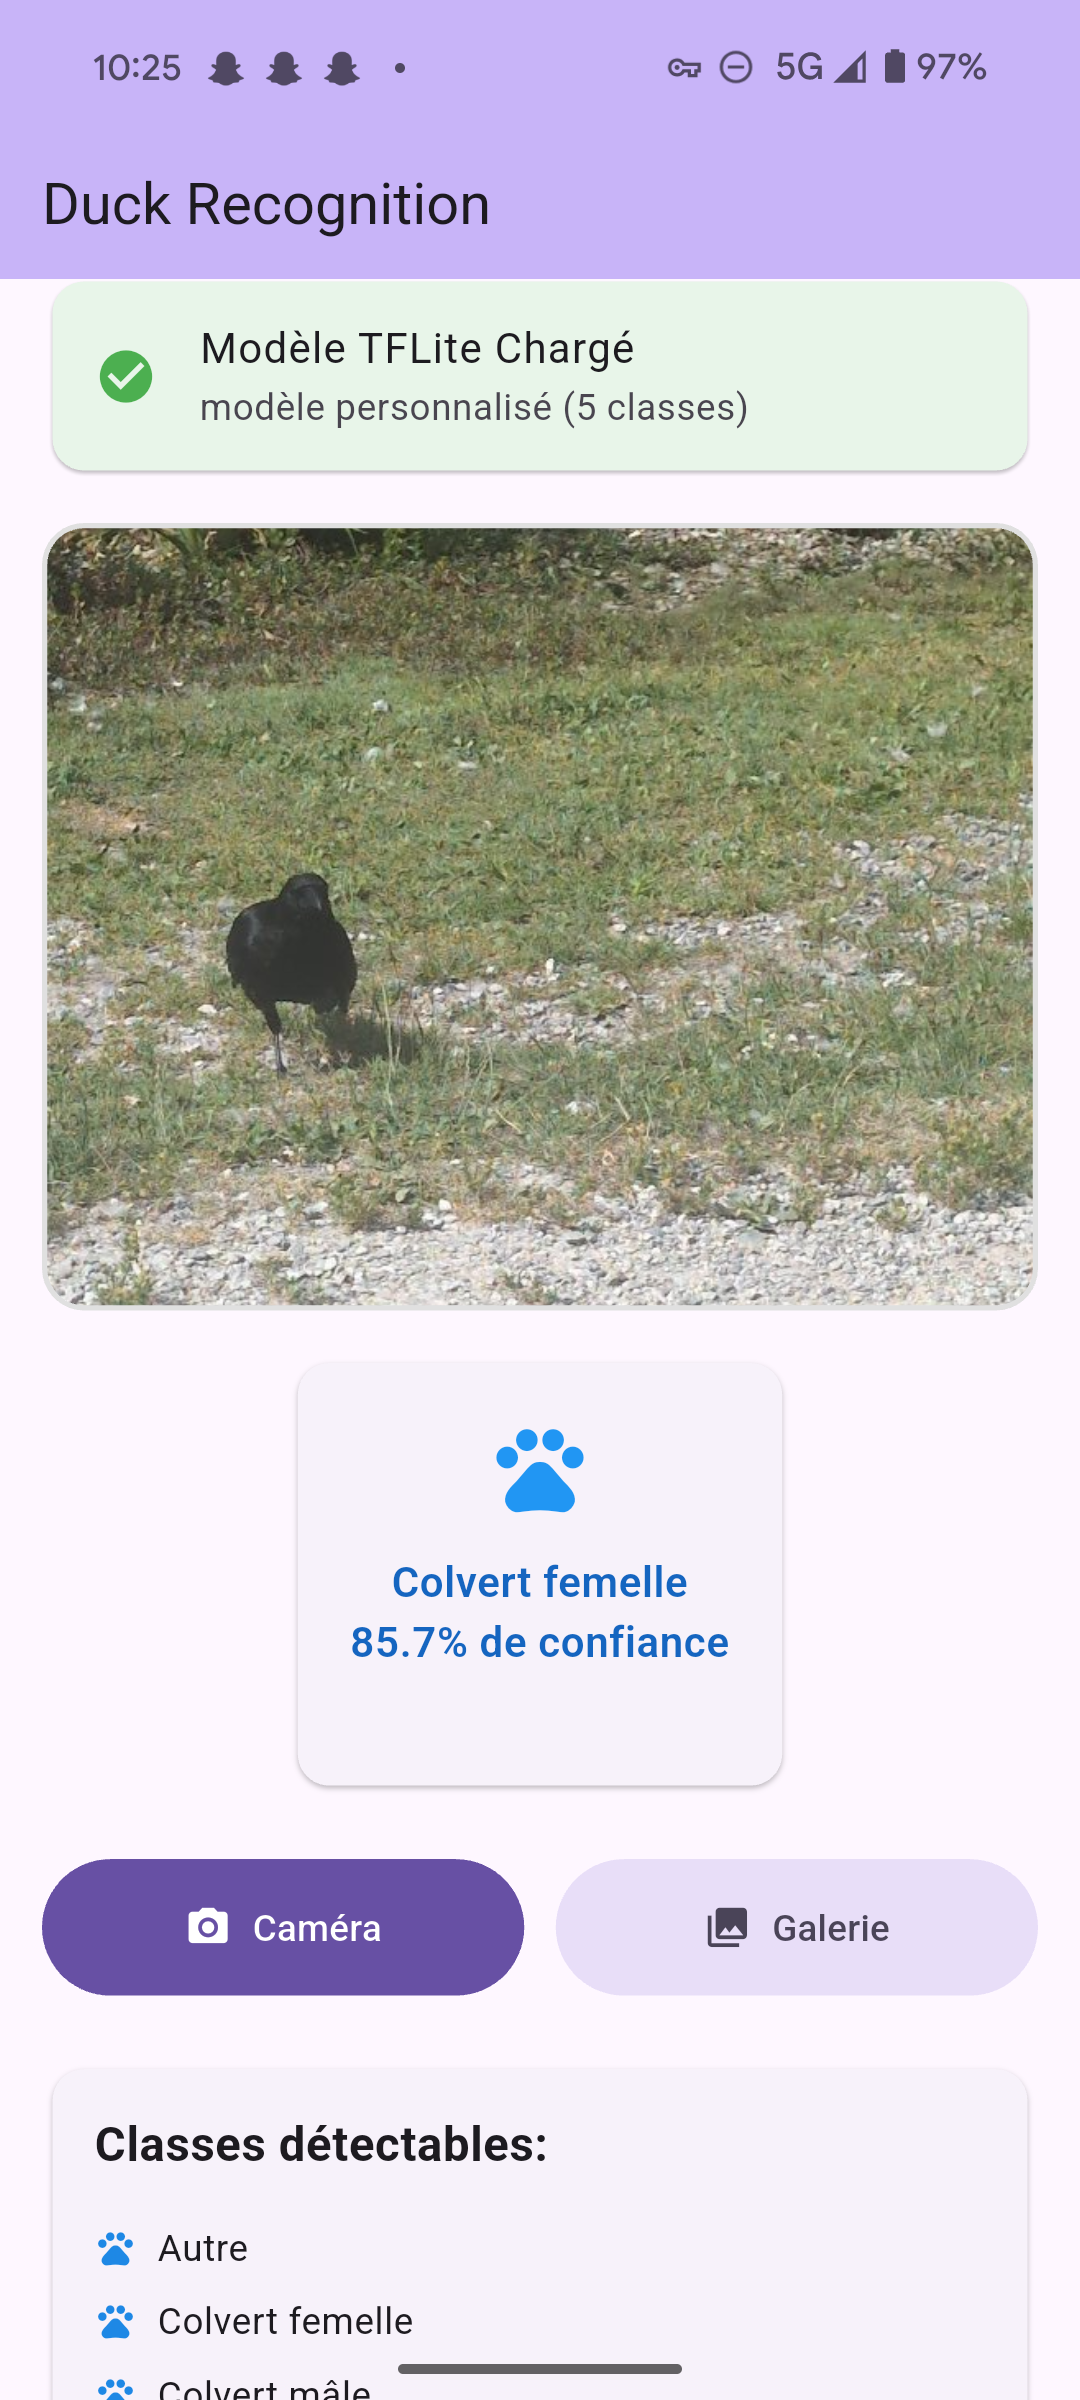 10:25
5G 97%
Duck Recognition
Modèle TFLite Chargé
modèle personnalisé (5 classes)
Colvert femelle
85.7% de confiance
Caméra
Galerie
Classes détectables:
Autre
Colvert femelle
Colvert mâle